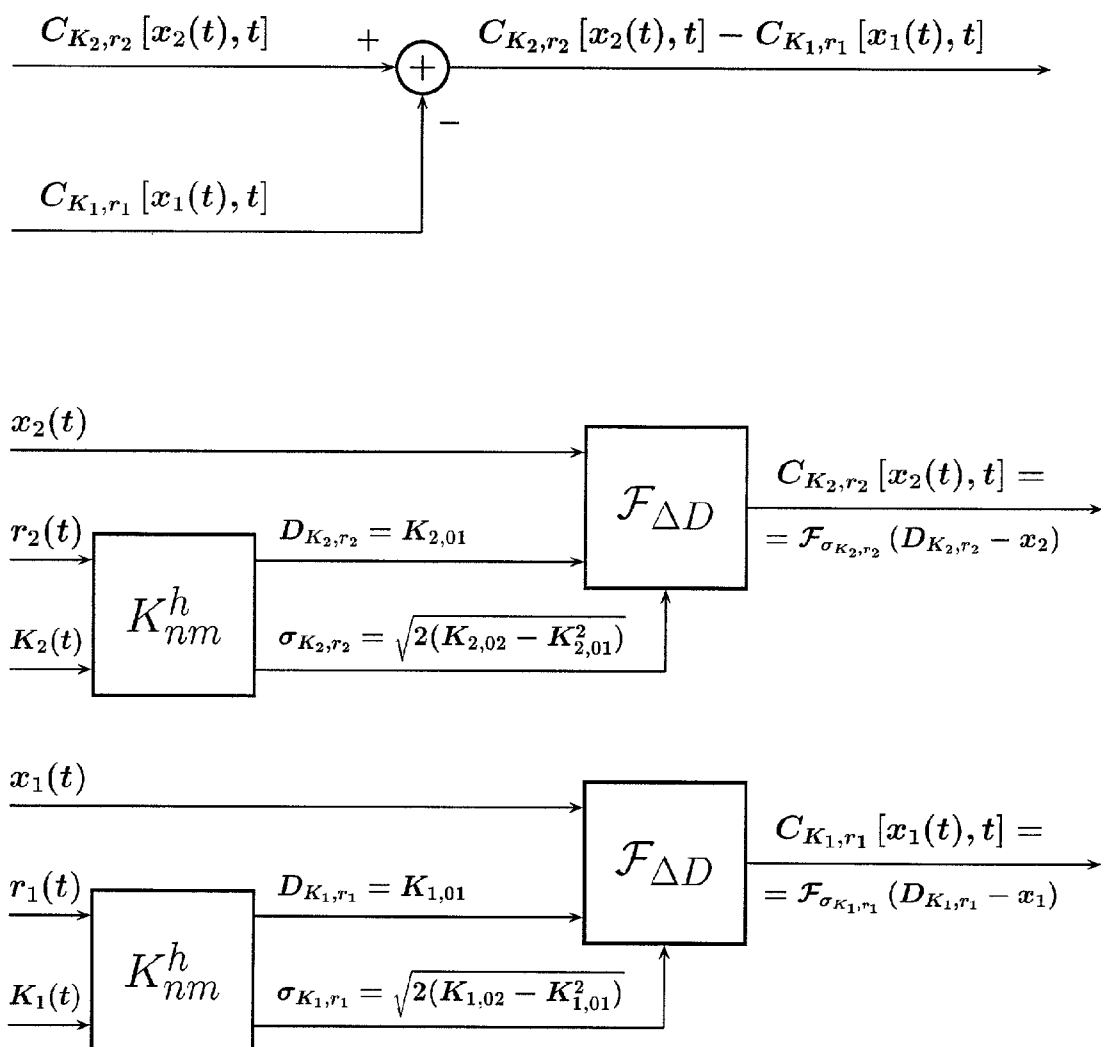 C_{K_2,r_2} [x_2(t), t]
+
+
C_{K_2,r_2} [x_2(t), t] − C_{K_1,r_1} [x_1(t), t]
−
C_{K_1,r_1} [x_1(t), t]
x_2(t)
r_2(t)
K_2(t)
K^h_{nm}
D_{K_2,r_2} = K_{2,01}
σ_{K_2,r_2} = √(2(K_{2,02} − K^2_{2,01}))
ℱ_{ΔD}
C_{K_2,r_2} [x_2(t), t] =
= ℱ_{σ_{K_2,r_2}} (D_{K_2,r_2} − x_2)
x_1(t)
r_1(t)
K_1(t)
K^h_{nm}
D_{K_1,r_1} = K_{1,01}
σ_{K_1,r_1} = √(2(K_{1,02} − K^2_{1,01}))
ℱ_{ΔD}
C_{K_1,r_1} [x_1(t), t] =
= ℱ_{σ_{K_1,r_1}} (D_{K_1,r_1} − x_1)